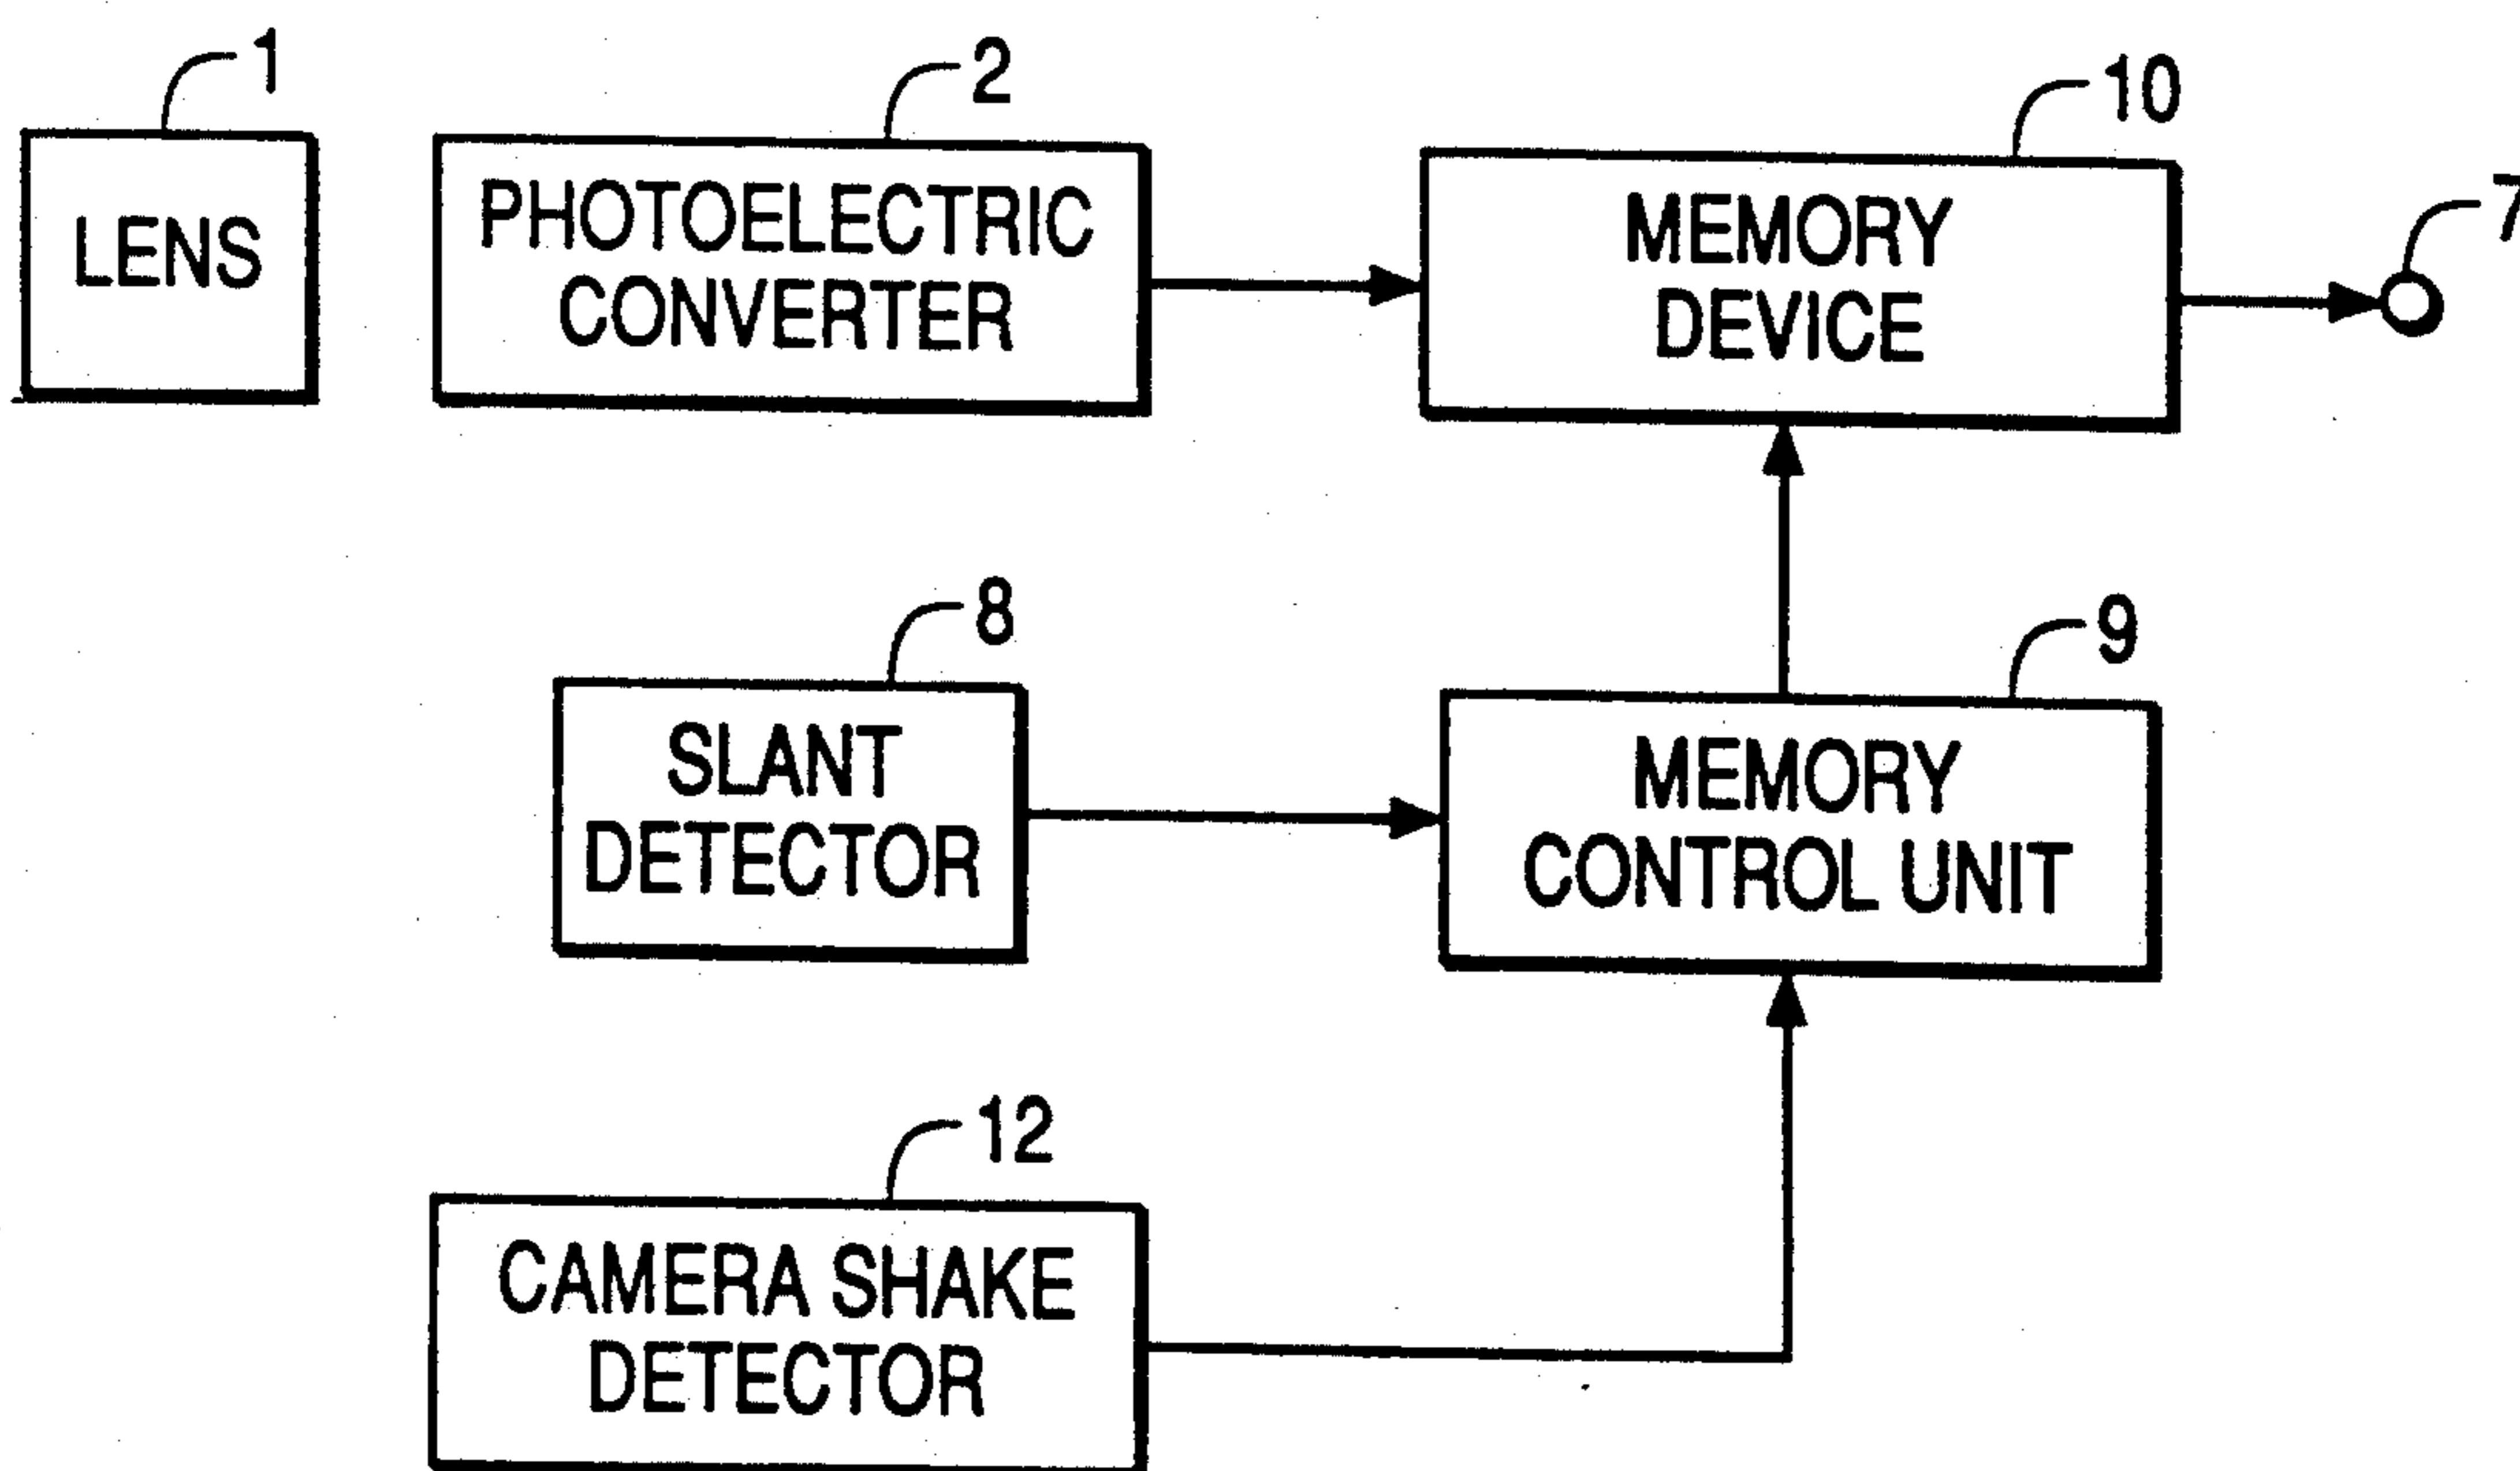 1
2
10
7
LENS
PHOTOELECTRIC
CONVERTER
MEMORY
DEVICE
8
9
SLANT
DETECTOR
MEMORY
CONTROL UNIT
12
CAMERA SHAKE
DETECTOR